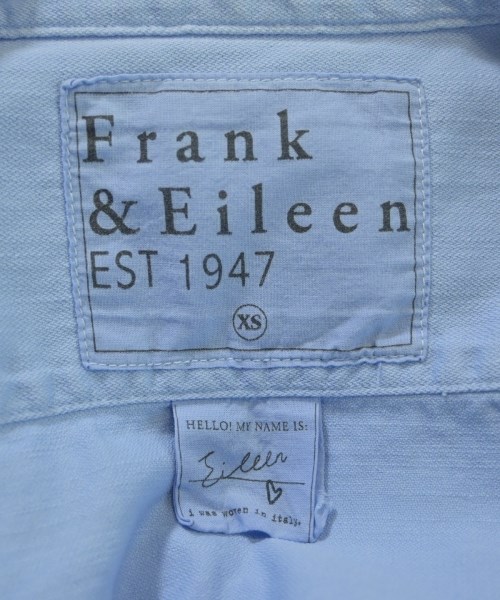 Frank
& Eileen
EST 1947
XS
HELLO! MY NAME IS:
Eileen
i was woven in italy.